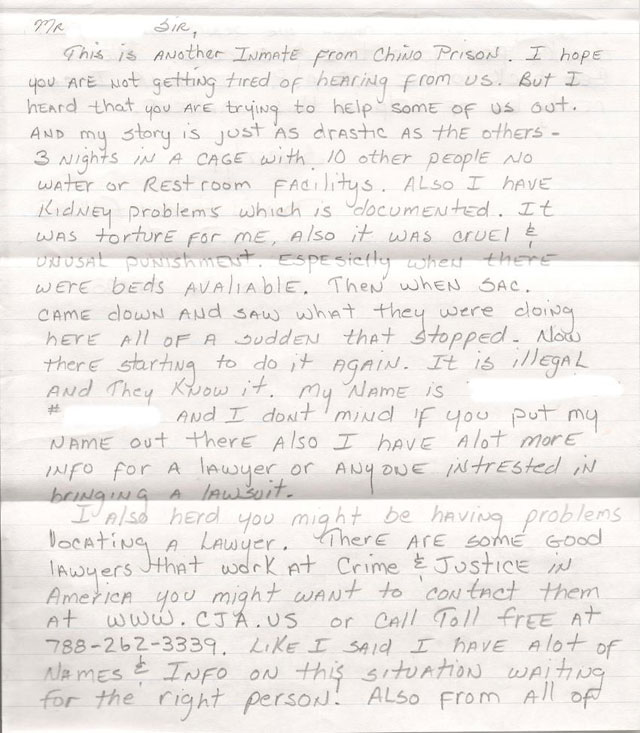 Mr Sir,
This is another Inmate from Chino Prison. I hope
you are not getting tired of hearing from us. But I
heard that you are trying to help some of us out.
And my story is just as drastic as the others -
3 nights in a cage with 10 other people no
water or rest room facilitys. Also I have
Kidney problems which is documented. It
was torture for me, Also it was cruel &
unusal punishment. Espesicily when there
were beds avaliable. Then when Sac.
came down and saw what they were doing
here all of a sudden that stopped. Now
there starting to do it again. It is illegal
and they know it. My name is
# and I dont mind if you put my
name out there Also I have alot more
info for a lawyer or anyone intrested in
bringing a lawsuit.
I also herd you might be having problems
locating a lawyer. There are some good
lawyers that work at Crime & Justice in
America you might want to contact them
at www.CJA.US or call Toll free at
788-262-3339. Like I said I have alot of
Names & Info on this situation waiting
for the right person! Also from all of